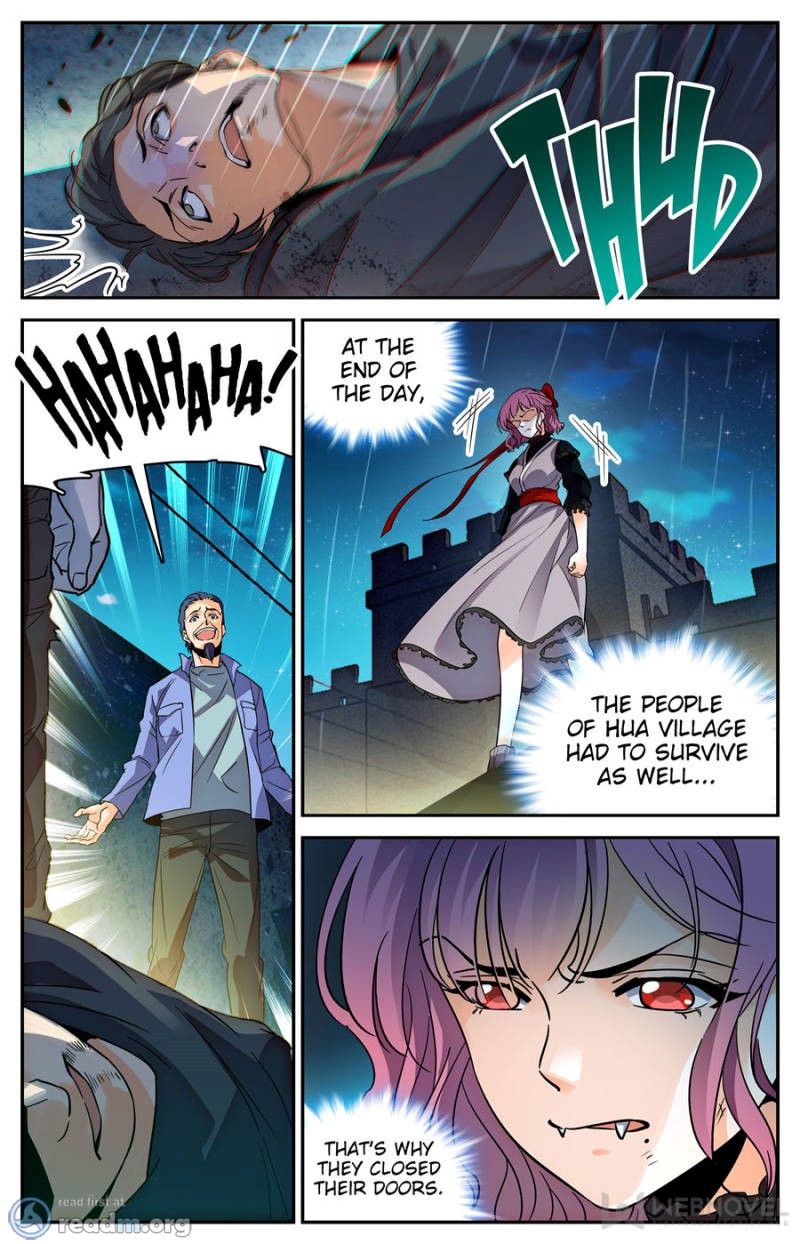 THUD
HAHAHAHA!
AT THE
END OF
THE DAY,
THE PEOPLE
OF HUA VILLAGE
HAD TO SURVIVE
AS WELL...
THAT'S WHY
THEY CLOSED
THEIR DOORS.
read first at
readm.org
WEBNOVEL